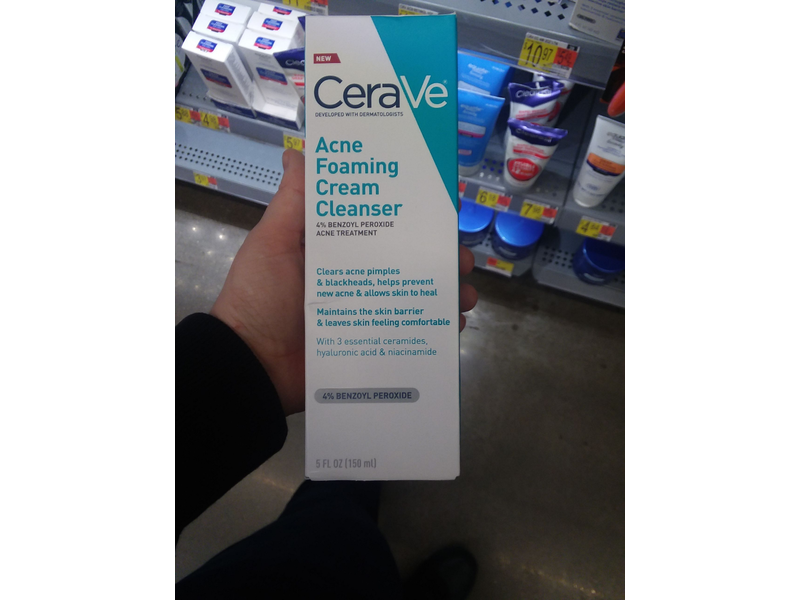 NEW
CeraVe
DEVELOPED WITH DERMATOLOGISTS
Acne
Foaming
Cream
Cleanser
4% BENZOYL PEROXIDE
ACNE TREATMENT
Clears acne pimples
& blackheads, helps prevent
new acne & allows skin to heal
Maintains the skin barrier
& leaves skin feeling comfortable
With 3 essential ceramides,
hyaluronic acid & niacinamide
4% BENZOYL PEROXIDE
5 FL OZ (150 ml)
10.97